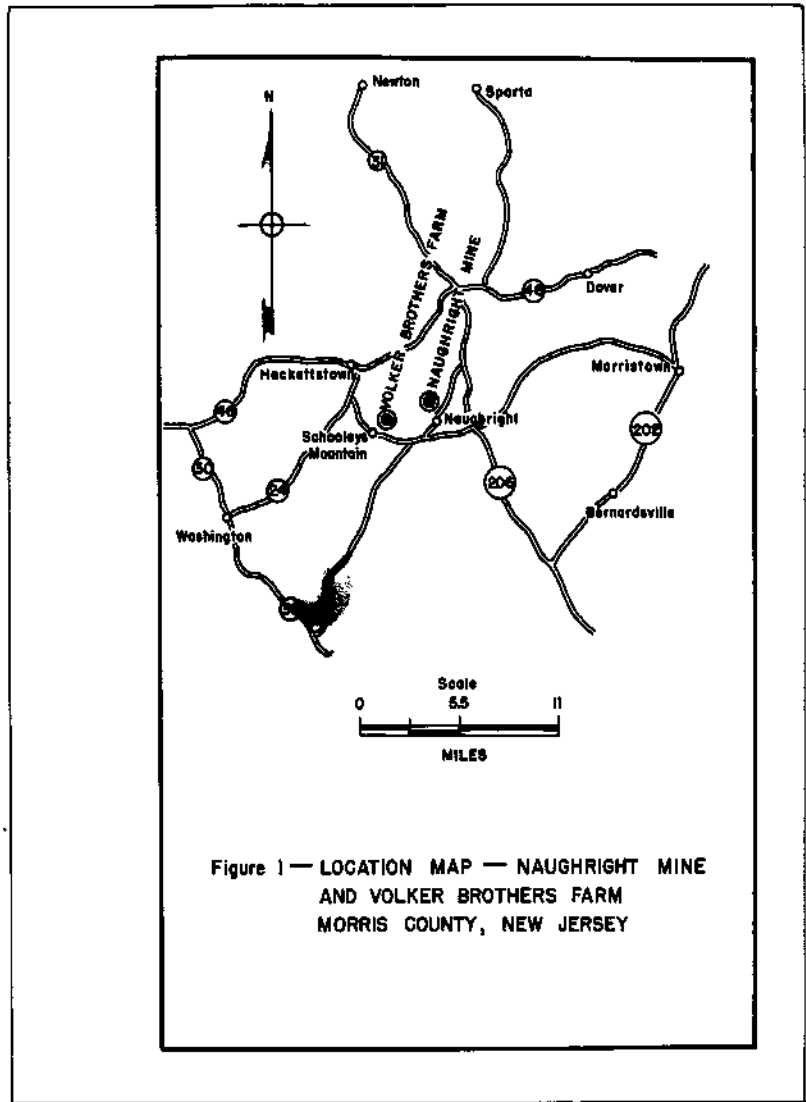 Newton
Sparta
N
31
VOLKER BROTHERS' FARM
NAUGHRIGHT MINE
46
Dover
Hackettstown
Morristown
46
Schooleys
Mountain
Naughright
202
30
24
206
Washington
Bernardsville
Scale
0 5.5 11
MILES
Figure 1 — LOCATION MAP — NAUGHRIGHT MINE
AND VOLKER BROTHERS FARM
MORRIS COUNTY, NEW JERSEY